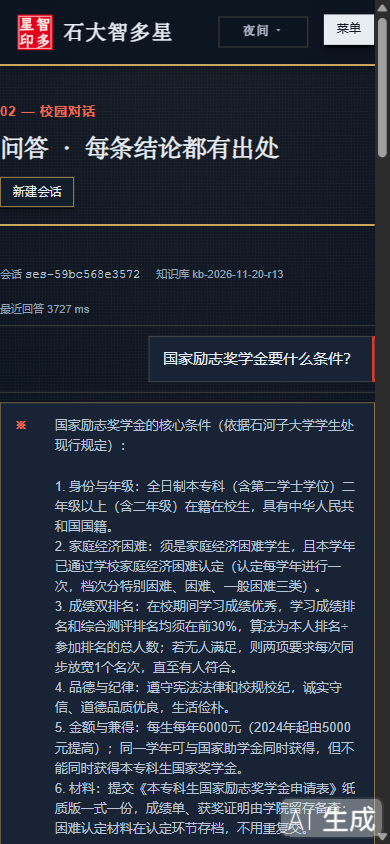 星智
印多
石大智多星
夜间
菜单
02 — 校园对话
问答 · 每条结论都有出处
新建会话
会话 ses-59bc568e3572 知识库 kb-2026-11-20-r13
最近回答 3727 ms
国家励志奖学金要什么条件？
※ 国家励志奖学金的核心条件（依据石河子大学学生处
现行规定）：
1. 身份与年级：全日制本专科（含第二学士学位）二
年级以上（含二年级）在籍在校生，具有中华人民共
和国国籍。
2. 家庭经济困难：须是家庭经济困难学生，且本学年
已通过学校家庭经济困难认定（认定每学年进行一
次，档次分特别困难、困难、一般困难三类）。
3. 成绩双排名：在校期间学习成绩优秀，学习成绩排
名和综合测评排名均须在前30%，算法为本人排名÷
参加排名的总人数；若无人满足，则两项要求每次同
步放宽1个名次，直至有人符合。
4. 品德与纪律：遵守宪法法律和校规校纪，诚实守
信、道德品质优良，生活俭朴。
5. 金额与兼得：每生每年6000元（2024年起由5000
元提高）；同一学年可与国家助学金同时获得，但不
能同时获得本专科生国家奖学金。
6. 材料：提交《本专科生国家励志奖学金申请表》纸
质版一式一份，成绩单、获奖证明由学院留存备查；
困难认定材料在认定环节存档，不用重复交。
AI 生成